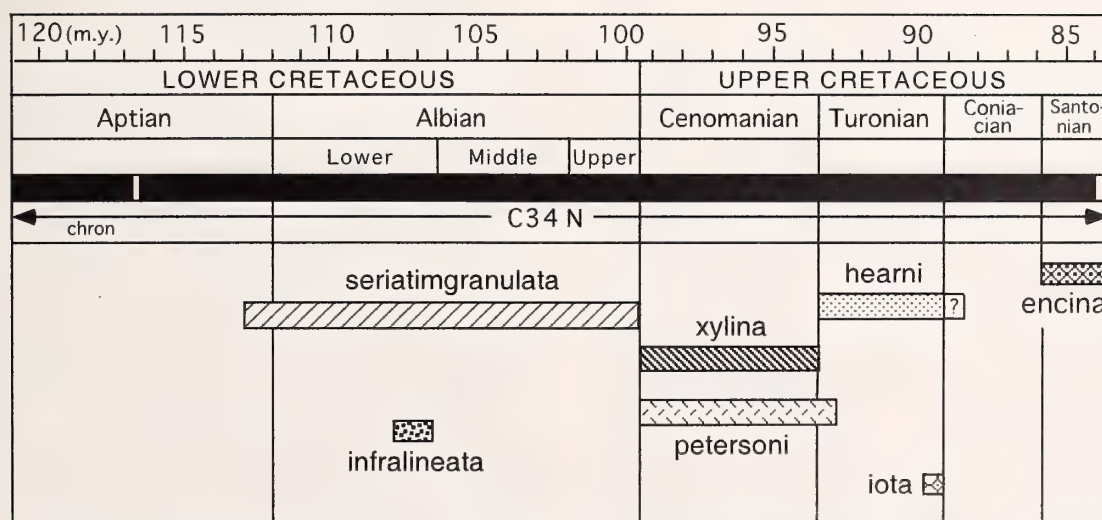 120 (m.y.) 115 110 105 100 95 90 85
LOWER CRETACEOUS UPPER CRETACEOUS
Aptian Albian Cenomanian Turonian Conia-
cian Santo-
nian
Lower Middle Upper
C34 N
chron
seriatimgranulata hearni
?
xylina encina
petersoni
infralineata
iota